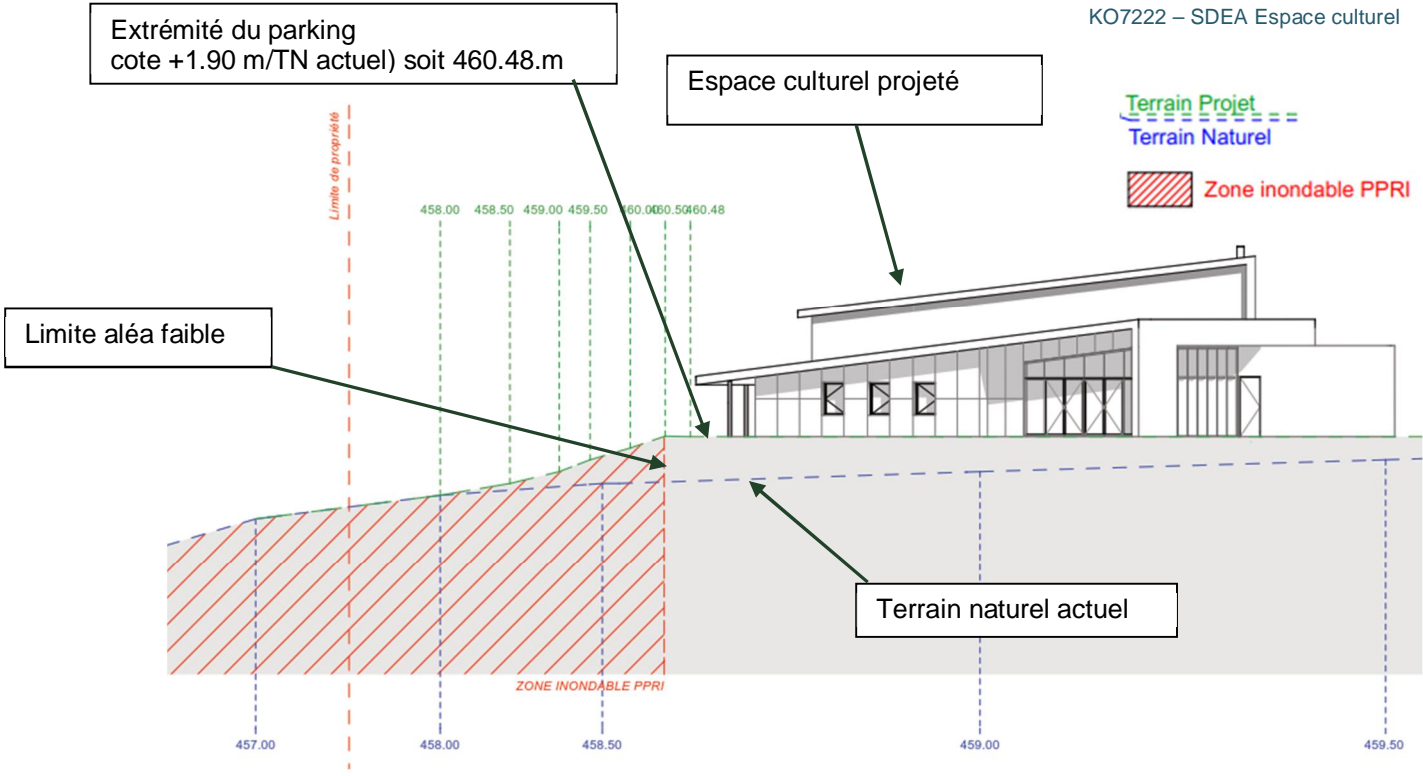 KO7222 – SDEA Espace culturel
Extrémité du parking
cote +1.90 m/TN actuel) soit 460.48.m
Espace culturel projeté
Terrain Projet
Terrain Naturel
Zone inondable PPRI
Limite de propriété
458.00 458.50 459.00 459.50 460.00 460.50 460.48
Limite aléa faible
Terrain naturel actuel
ZONE INONDABLE PPRI
457.00 458.00 458.50 459.00 459.50